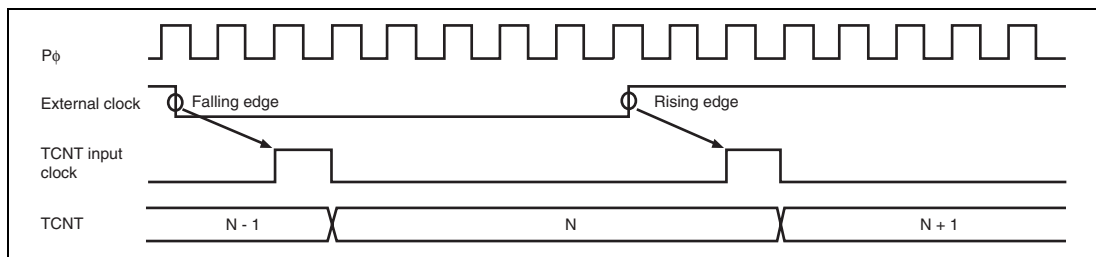 Pϕ
External clock
Falling edge
Rising edge
TCNT input
clock
TCNT
N - 1
N
N + 1